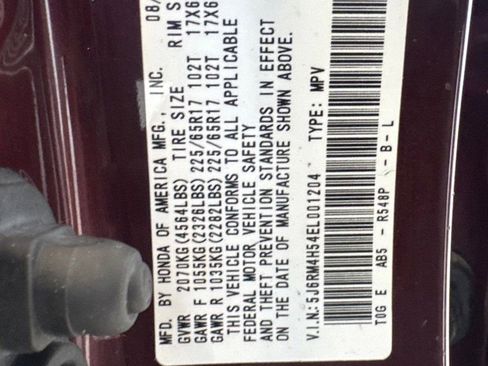 MFD. BY HONDA OF AMERICA MFG., INC. 08/
GVWR 2070KG(4564LBS) TIRE SIZE RIM S
GAWR F 1055KG(2326LBS) 225/65R17 102T 17X6
GAWR R 1035KG(2282LBS) 225/65R17 102T 17X6
THIS VEHICLE CONFORMS TO ALL APPLICABLE
FEDERAL MOTOR VEHICLE SAFETY
AND THEFT PREVENTION STANDARDS IN EFFECT
ON THE DATE OF MANUFACTURE SHOWN ABOVE.
V.I.N.:5J6RM4H54EL001204 TYPE: MPV
T0G E AB5 - R548P - B - L